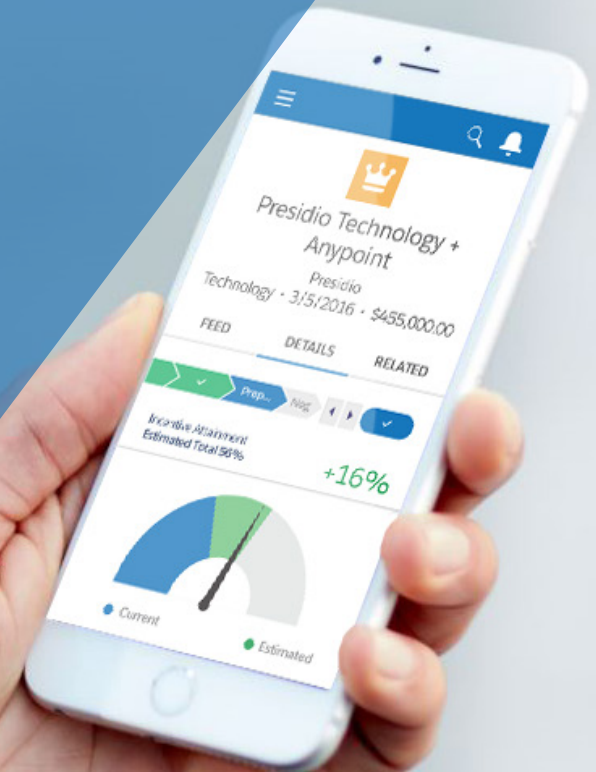 Presidio Technology +
Anypoint
Presidio
Technology • 3/5/2016 • $455,000.00
FEED DETAILS RELATED
Prep...
Incentive Attainment
Estimated Total 56%
+16%
Current
Estimated